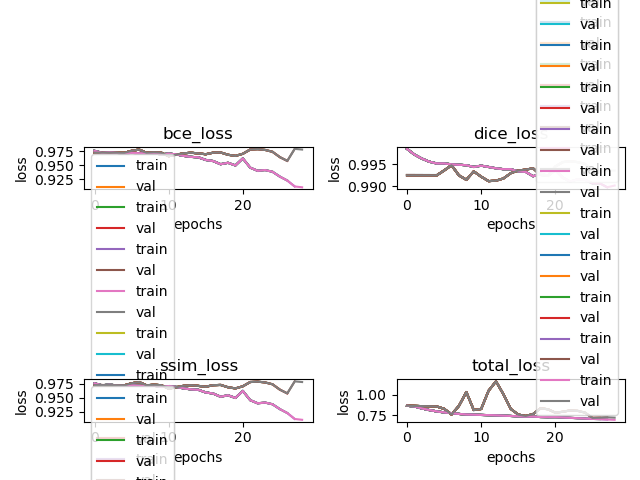 train
val
train
val
train
val
train
val
train
val
train
val
train
val
train
val
train
val
train
val
bce_loss
loss
0.975
0.950
0.925
0
10
20
epochs
train
val
train
val
train
val
train
val
train
val
train
dice_loss
loss
0.995
0.990
0
10
20
epochs
ssim_loss
loss
0.975
0.950
0.925
0
10
20
epochs
train
val
train
val
train
total_loss
loss
1.00
0.75
0
10
20
epochs